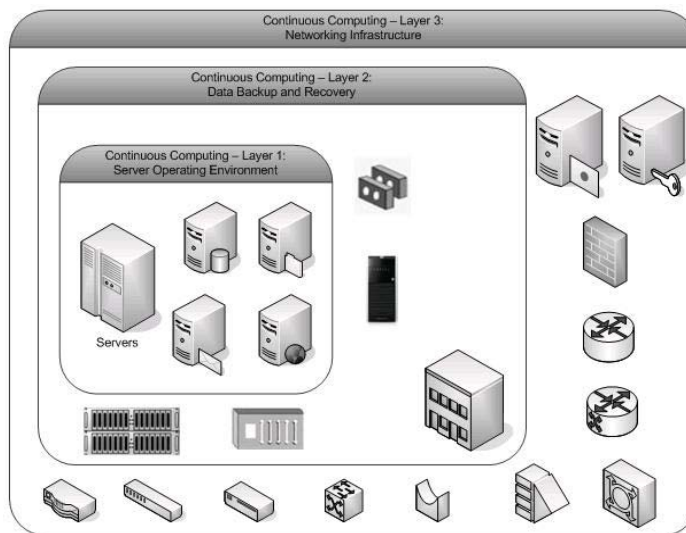 Continuous Computing – Layer 3:
Networking Infrastructure
Continuous Computing – Layer 2:
Data Backup and Recovery
Continuous Computing – Layer 1:
Server Operating Environment
Servers